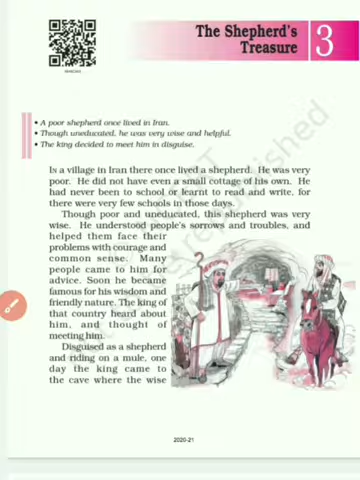 The Shepherd's
Treasure
3
• A poor shepherd once lived in Iran.
• Though uneducated, he was very wise and helpful.
• The king decided to meet him in disguise.
IN a village in Iran there once lived a shepherd. He was very
poor. He did not have even a small cottage of his own. He
had never been to school or learnt to read and write, for
there were very few schools in those days.
Though poor and uneducated, this shepherd was very
wise. He understood people's sorrows and troubles, and
helped them face their
problems with courage and
common sense. Many
people came to him for
advice. Soon he became
famous for his wisdom and
friendly nature. The king of
that country heard about
him, and thought of
meeting him.
Disguised as a shepherd
and riding on a mule, one
day the king came to
the cave where the wise
2020-21